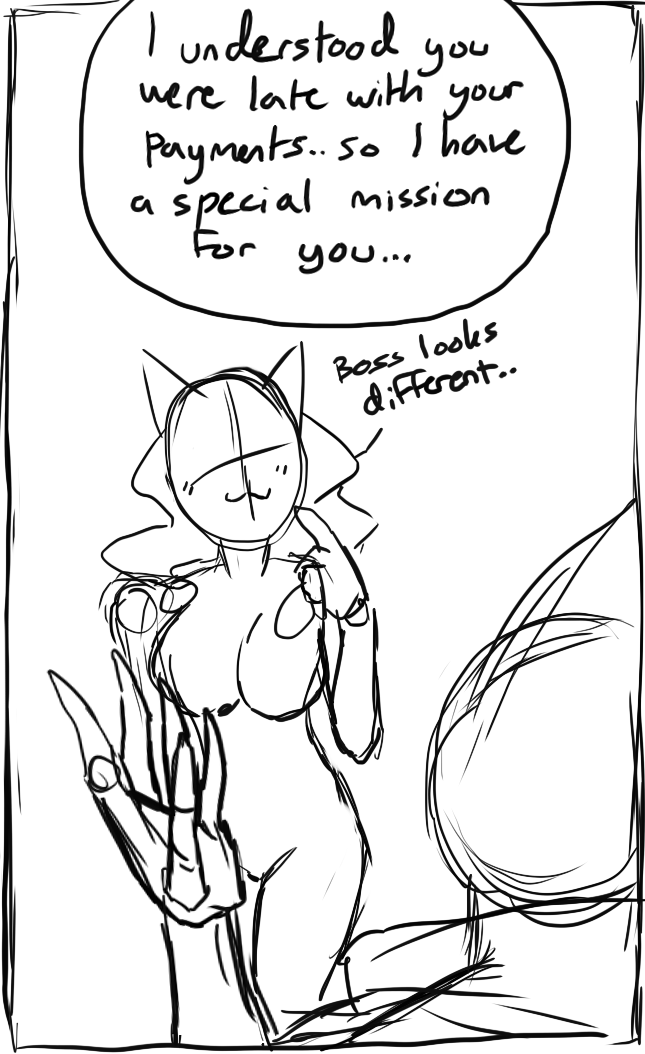 I understood you
were late with your
payments.. so I have
a special mission
For you...
Boss looks
different..